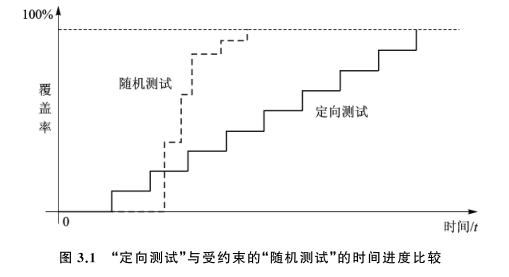 100%
随机测试
覆
盖
率
定向测试
0
时间/t
图 3.1 “定向测试”与受约束的“随机测试”的时间进度比较